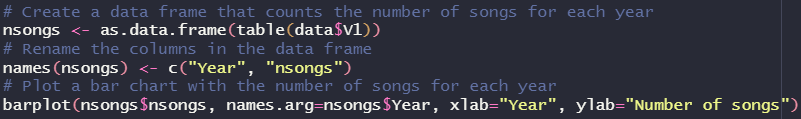 # Create a data frame that counts the number of songs for each year
nsongs <- as.data.frame(table(data$V1))
# Rename the columns in the data frame
names(nsongs) <- c("Year", "nsongs")
# Plot a bar chart with the number of songs for each year
barplot(nsongs$nsongs, names.arg=nsongs$Year, xlab="Year", ylab="Number of songs")